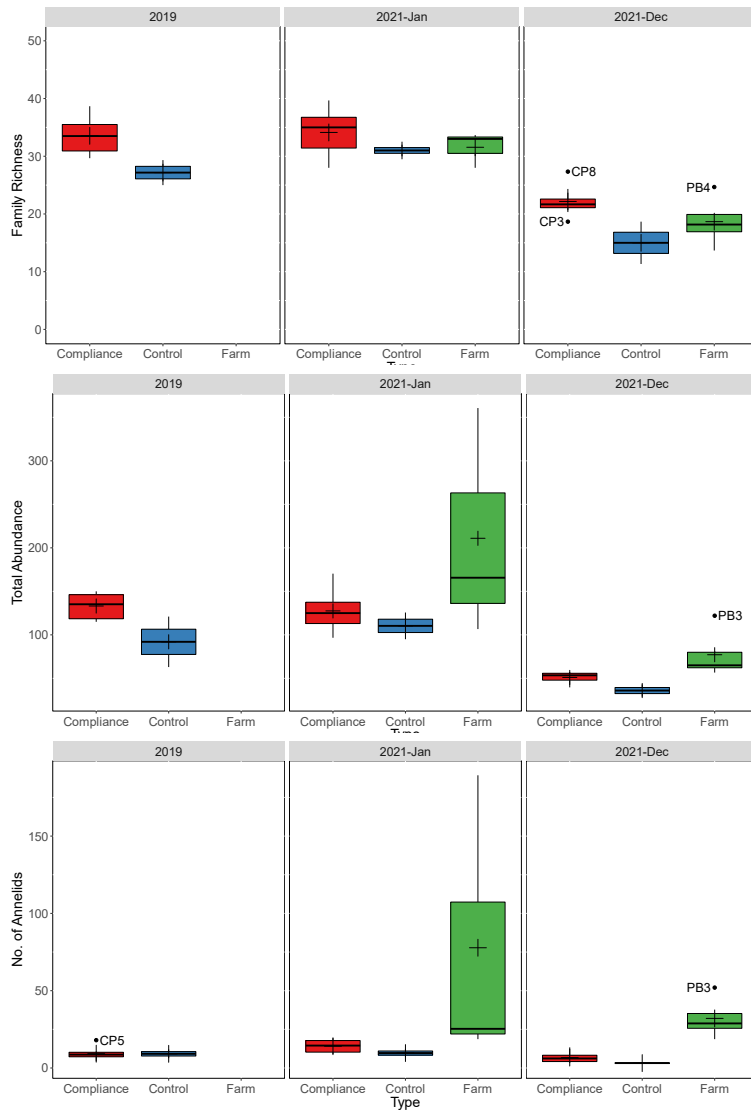 2019 2021-Jan 2021-Dec
Family Richness
50
40
30
20
10
0
CP8
CP3
PB4
Compliance Control Farm Compliance Control Farm Compliance Control Farm
Type
2019 2021-Jan 2021-Dec
Total Abundance
300
200
100
PB3
Compliance Control Farm Compliance Control Farm Compliance Control Farm
Type
2019 2021-Jan 2021-Dec
No. of Annelids
150
100
50
0
CP5
PB3
Compliance Control Farm Compliance Control Farm Compliance Control Farm
Type